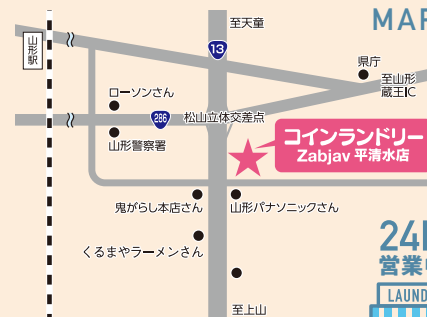 MAP
至天童
山形駅
13
県庁
至山形
蔵王IC
ローソンさん
286
松山立体交差点
山形警察署
コインランドリー
Zabjav 平清水店
鬼がらし本店さん
山形パナソニックさん
くるまやラーメンさん
24H
営業
LAUND
至上山